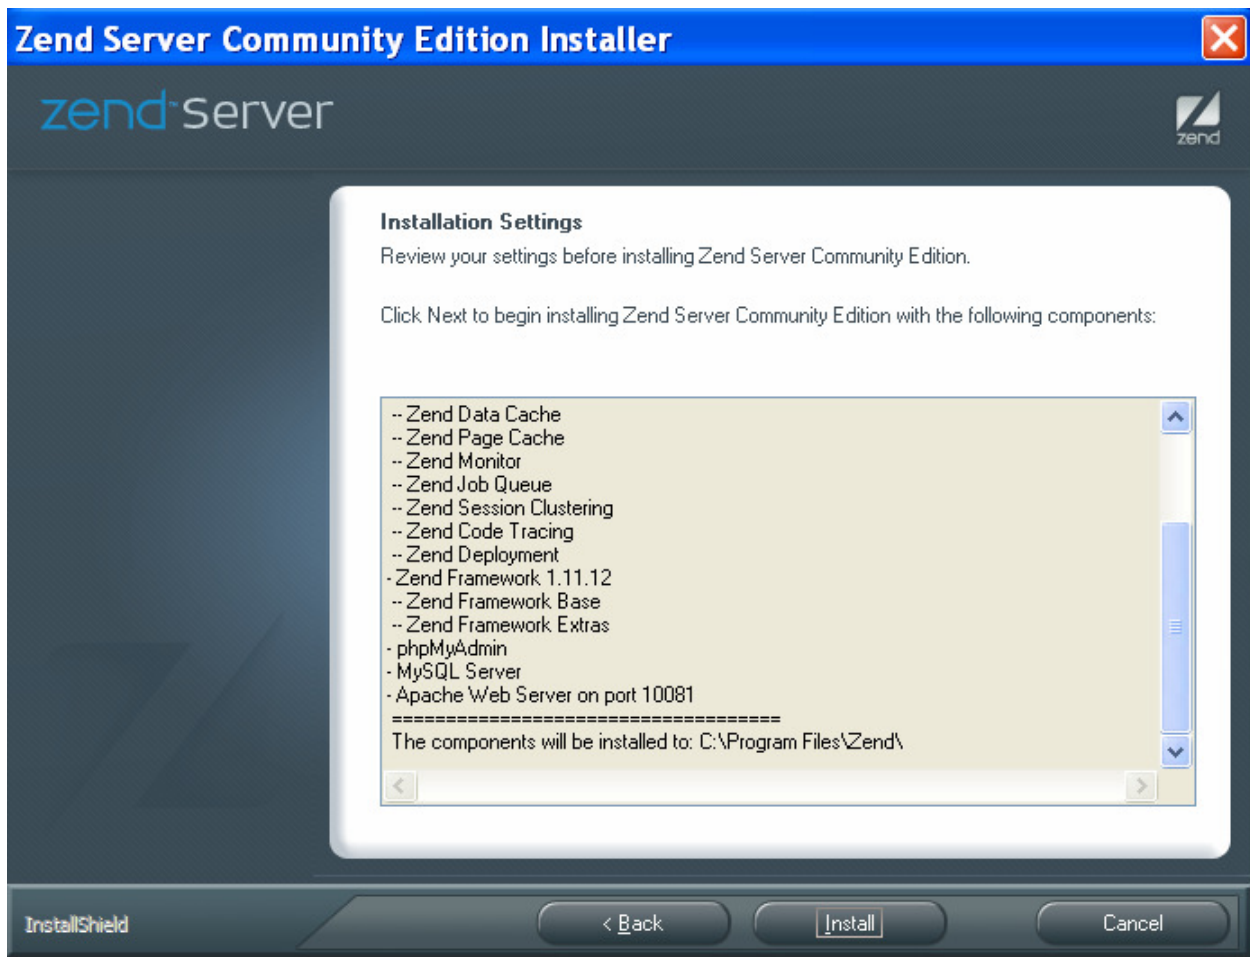 Zend Server Community Edition Installer
zend™ server
zend
Installation Settings
Review your settings before installing Zend Server Community Edition.
Click Next to begin installing Zend Server Community Edition with the following components:
-- Zend Data Cache
-- Zend Page Cache
-- Zend Monitor
-- Zend Job Queue
-- Zend Session Clustering
-- Zend Code Tracing
-- Zend Deployment
- Zend Framework 1.11.12
-- Zend Framework Base
-- Zend Framework Extras
- phpMyAdmin
- MySQL Server
- Apache Web Server on port 10081
====================================
The components will be installed to: C:\Program Files\Zend\
InstallShield
< Back
Install
Cancel